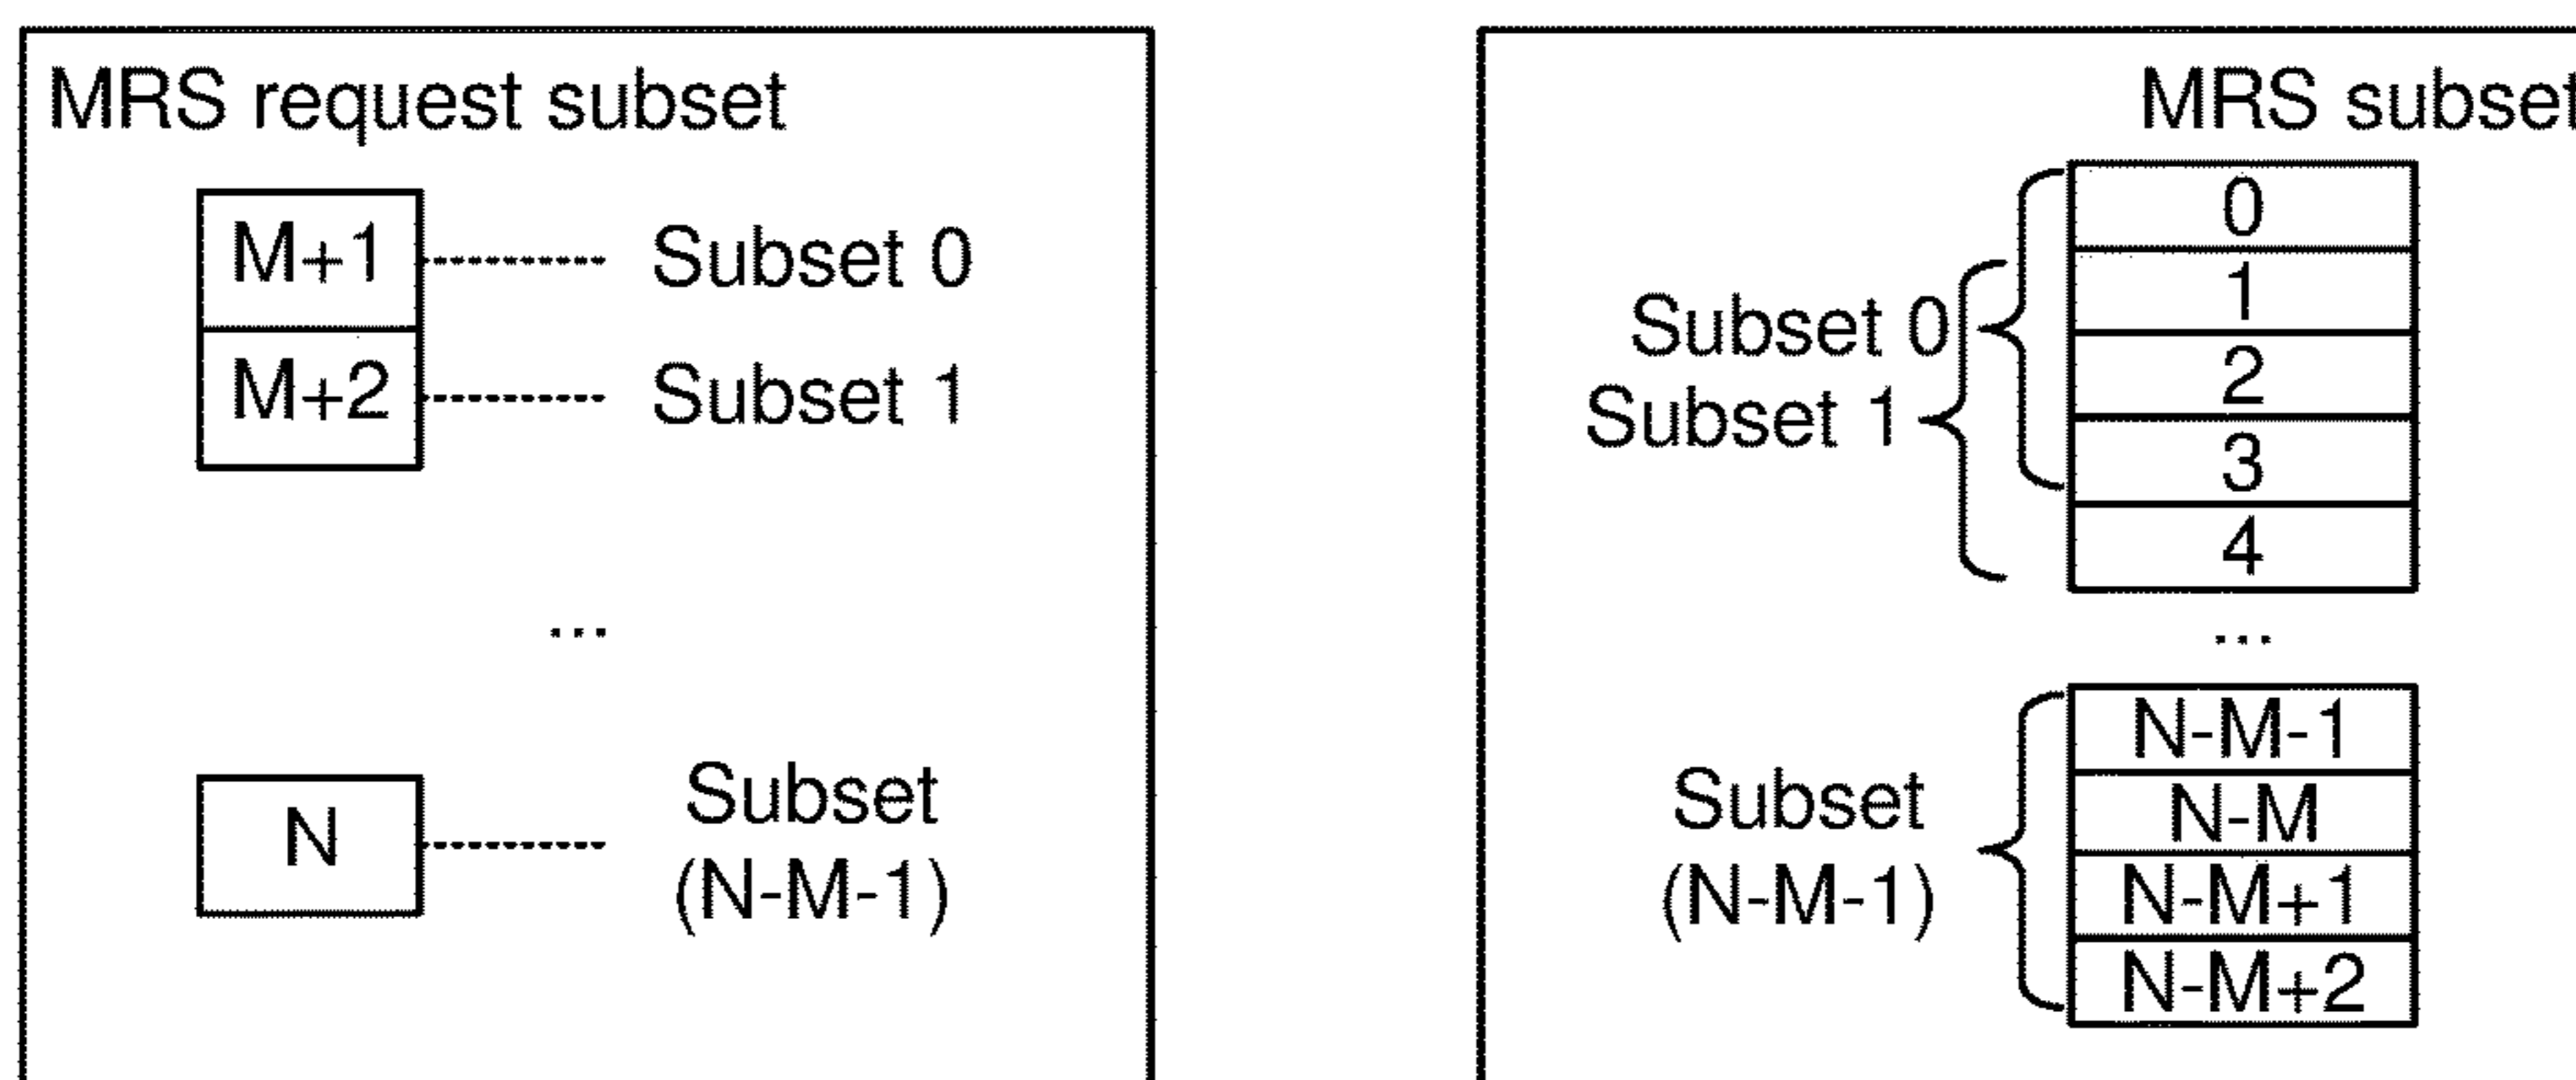 MRS request subset
M+1 Subset 0
M+2 Subset 1
...
N Subset
(N-M-1)
MRS subset
0
1
Subset 0
2
Subset 1
3
4
...
N-M-1
Subset
N-M
(N-M-1)
N-M+1
N-M+2